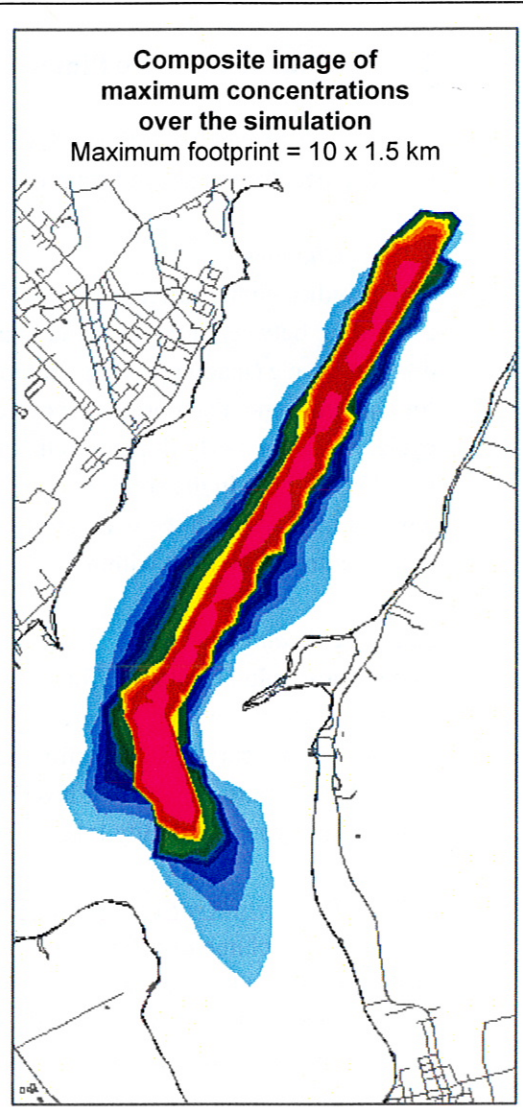 Composite image of
maximum concentrations
over the simulation
Maximum footprint = 10 x 1.5 km